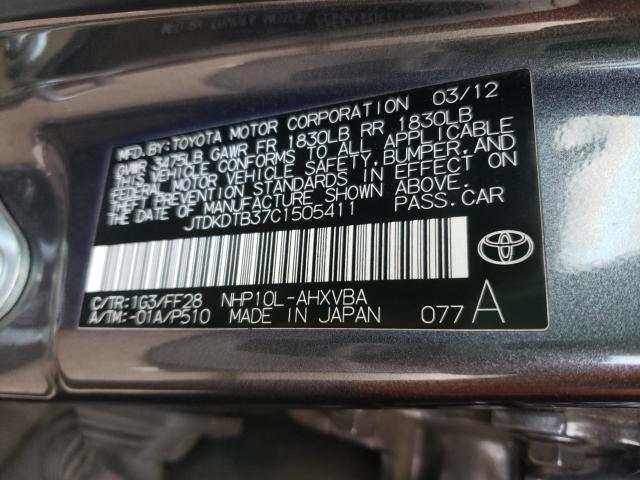 MFD.BY: TOYOTA MOTOR CORPORATION 03/12
GVWR 3475LB GAWR FR 1830LB RR 1830LB
THIS VEHICLE CONFORMS TO ALL APPLICABLE
FEDERAL MOTOR VEHICLE SAFETY, BUMPER, AND
THEFT PREVENTION STANDARDS IN EFFECT ON
THE DATE OF MANUFACTURE SHOWN ABOVE.
JTDKDTB37C1505411 PASS.CAR
C/TR:1G3/FF28 NHP10L-AHXVBA
A/TM:-01A/P510 MADE IN JAPAN 077 A